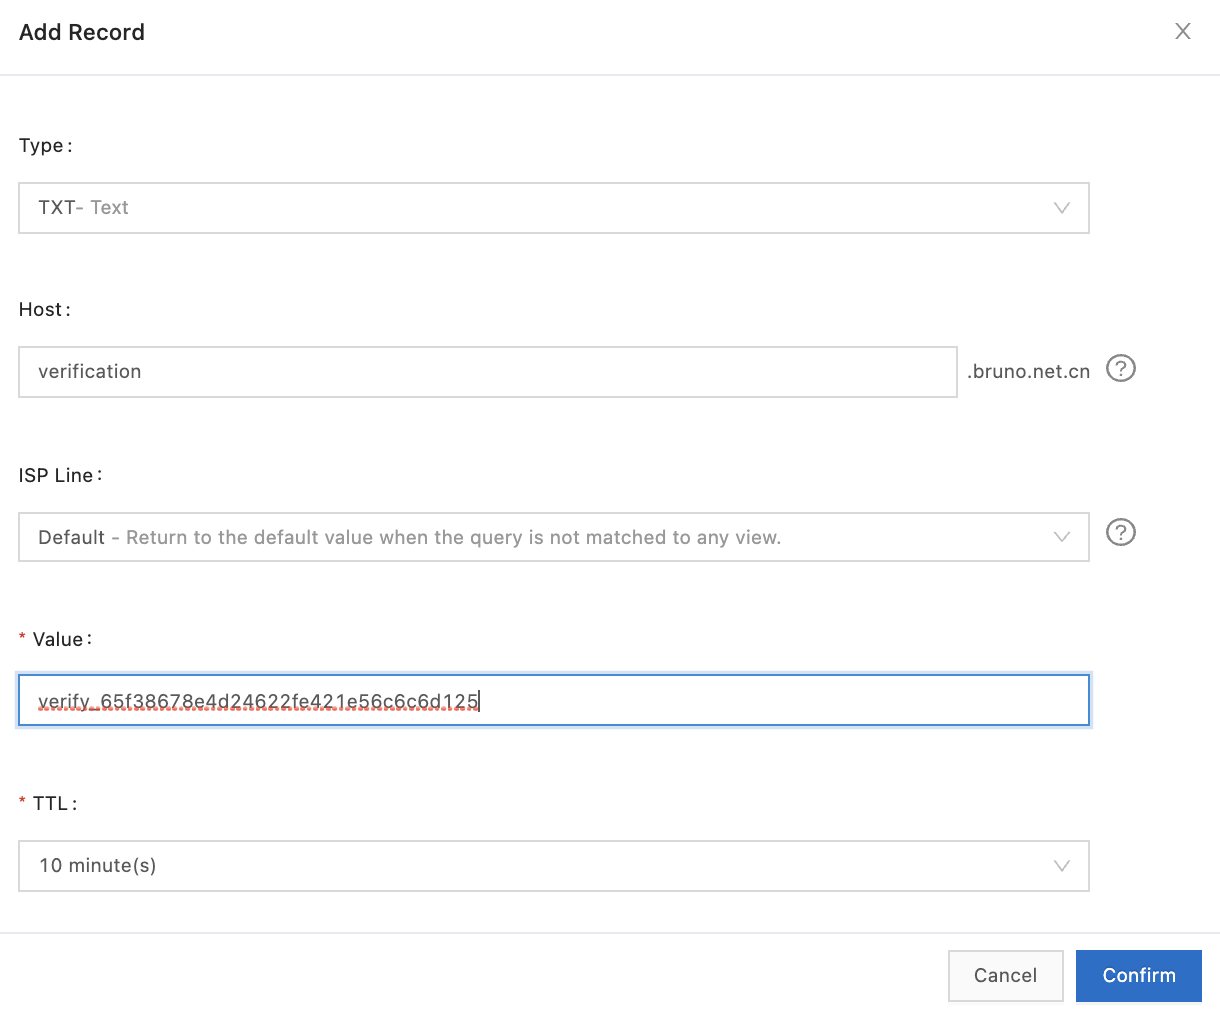 Add Record
Type:
TXT- Text
Host:
verification
.bruno.net.cn
?
ISP Line:
Default - Return to the default value when the query is not matched to any view.
?
* Value:
verify_65f38678e4d24622fe421e56c6c6d125
* TTL:
10 minute(s)
Cancel
Confirm